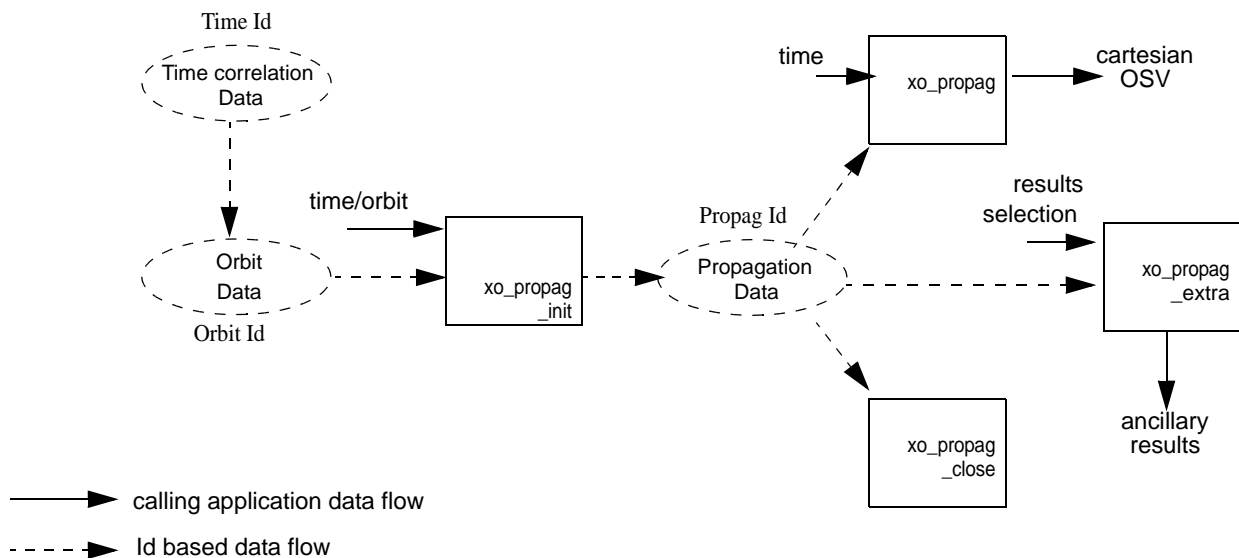 Time Id
Time correlation
Data
time
xo_propag
cartesian
OSV
time/orbit
results
selection
Propag Id
Orbit
Data
Orbit Id
xo_propag
_init
Propagation
Data
xo_propag
_extra
xo_propag
_close
ancillary
results
calling application data flow
Id based data flow